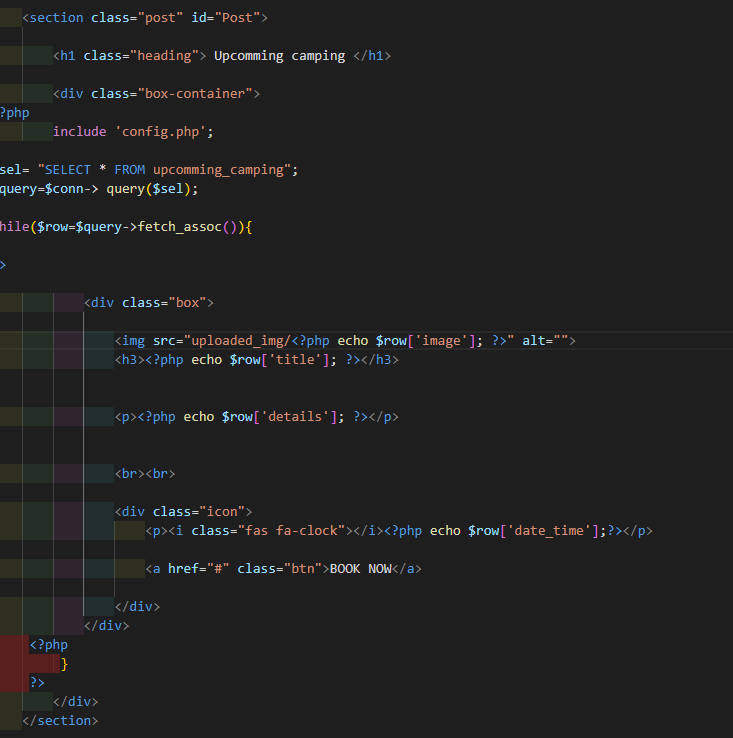 <section class="post" id="Post">
<h1 class="heading"> Upcomming camping </h1>
<div class="box-container">
?php
include 'config.php';
sel= "SELECT * FROM upcomming_camping";
query=$conn-> query($sel);
hile($row=$query->fetch_assoc()){
>
<div class="box">
<img src="uploaded_img/<?php echo $row['image']; ?>" alt="">
<h3><?php echo $row['title']; ?></h3>
<p><?php echo $row['details']; ?></p>
<br><br>
<div class="icon">
<p><i class="fas fa-clock"></i><?php echo $row['date_time'];?></p>
<a href="#" class="btn">BOOK NOW</a>
</div>
</div>
<?php
}
?>
</div>
</section>